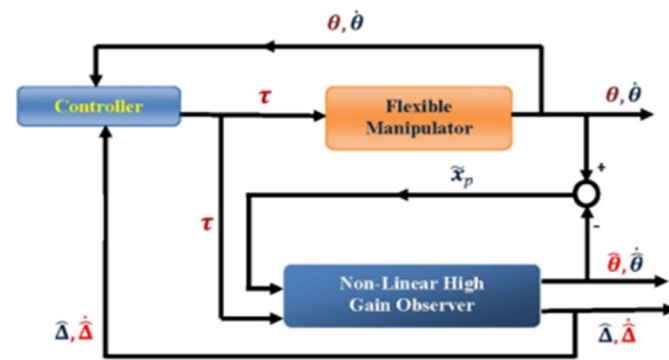 θ, θ̇
Controller
τ
Flexible
Manipulator
θ, θ̇
+
x̃ₚ
-
τ
Non-Linear High
Gain Observer
θ̂, θ̂̇
Δ̂, Δ̂̇
Δ̂, Δ̂̇